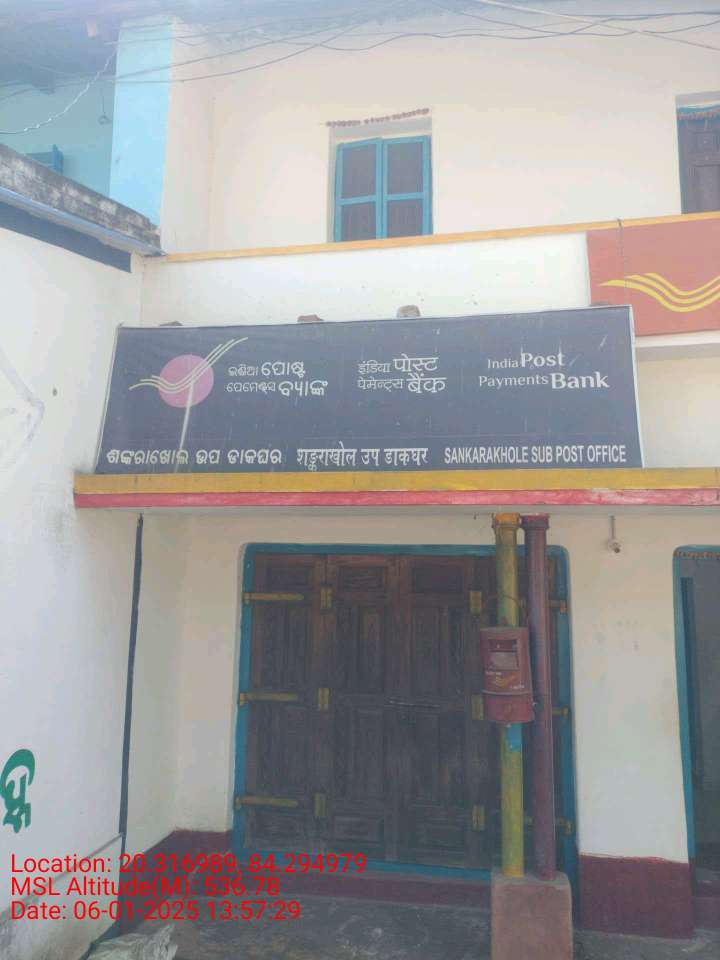 ଇଣ୍ଡିଆ ପୋଷ୍ଟ
ପେମେଣ୍ଟସ ବ୍ୟାଙ୍କ
इंडिया पोस्ट
पेमेन्ट्स बैंक
India Post
Payments Bank
ଶଙ୍କରାଖୋଲ ଉପ ଡାକଘର शङ्कराखोल उप डाकघर SANKARAKHOLE SUB POST OFFICE
Location: 20.316989, 84.294979
MSL Altitude(M): 536.78
Date: 06-01-2025 13:57:29